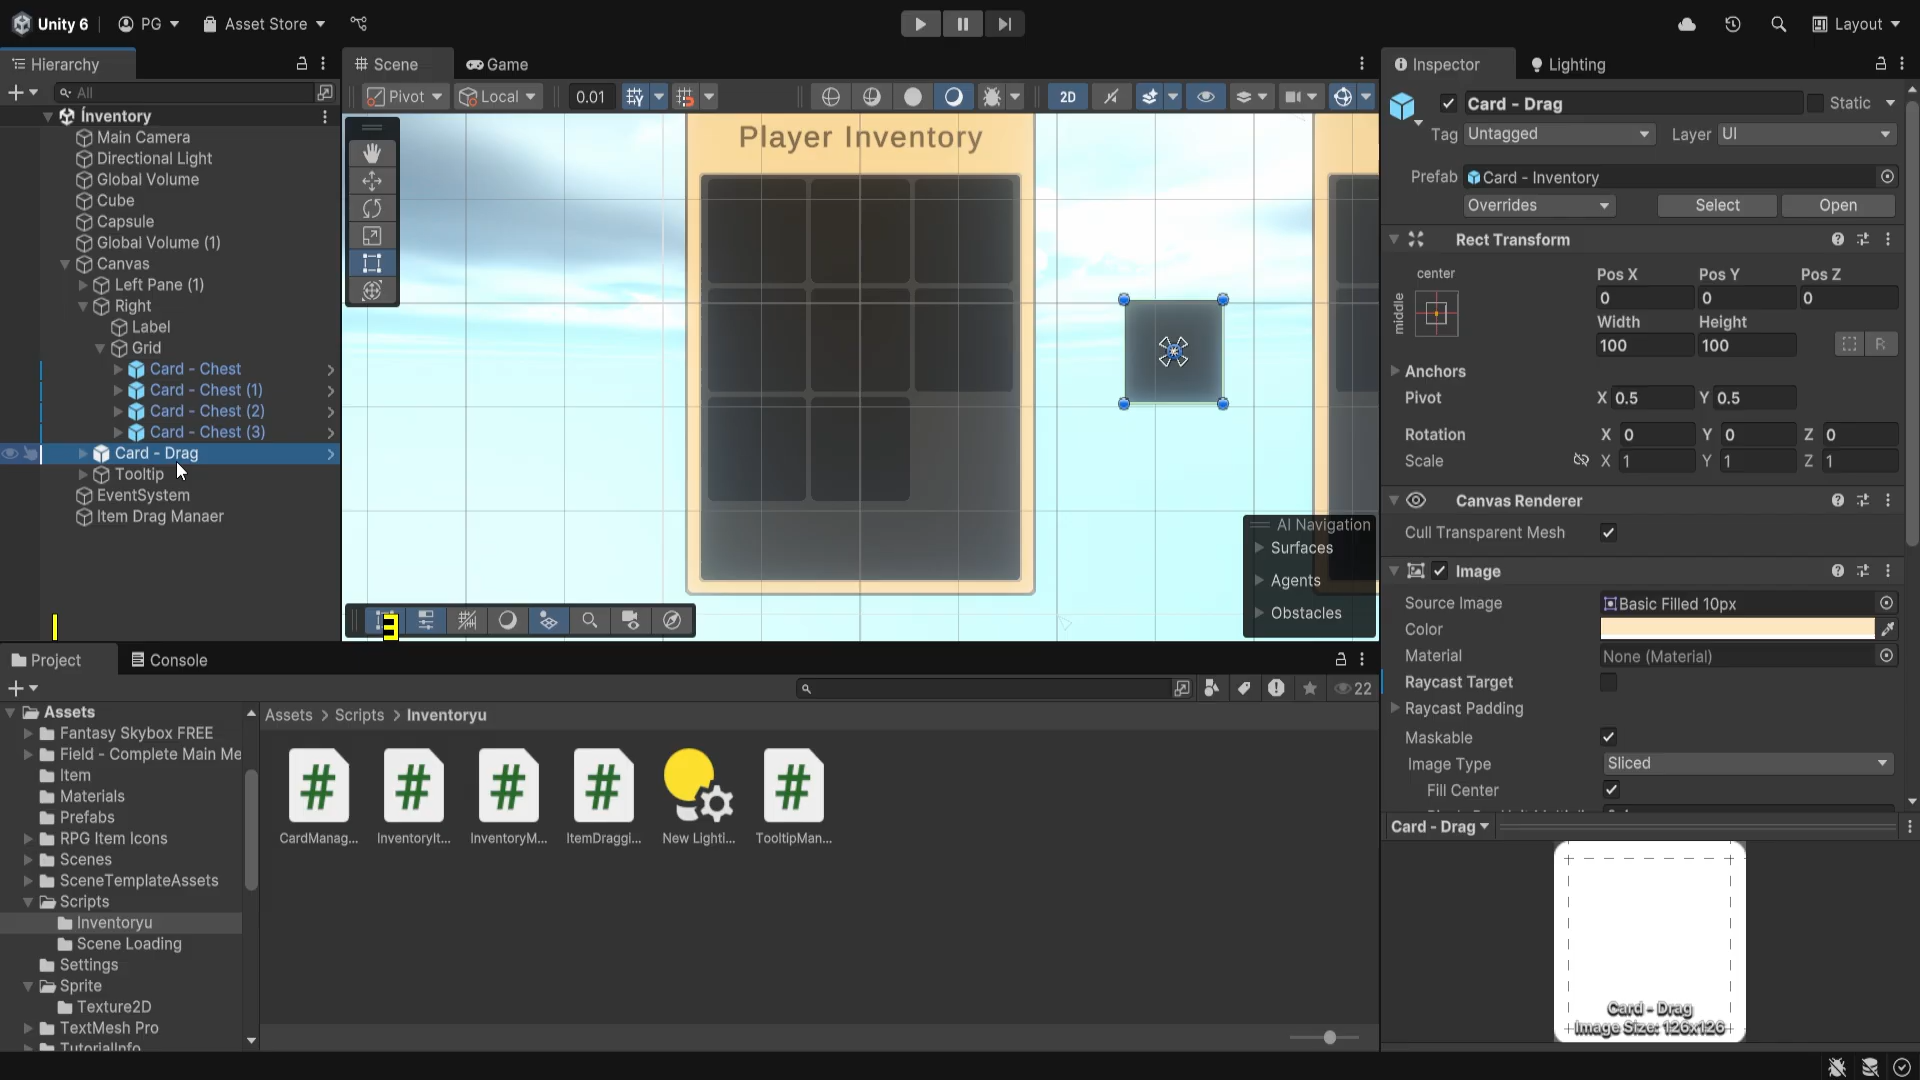 Unity 6
PG
Asset Store
Layout
Hierarchy
All
Ínventory
Main Camera
Directional Light
Global Volume
Cube
Capsule
Global Volume (1)
Canvas
Left Pane (1)
Right
Label
Grid
Card - Chest
Card - Chest (1)
Card - Chest (2)
Card - Chest (3)
Card - Drag
Tooltip
EventSystem
Item Drag Manaer
Scene
Game
Pivot
Local
0.01
2D
Player Inventory
AI Navigation
Surfaces
Agents
Obstacles
Inspector
Lighting
Card - Drag
Static
Tag
Untagged
Layer
UI
Prefab
Card - Inventory
Overrides
Select
Open
Rect Transform
center
middle
Pos X
Pos Y
Pos Z
0
0
0
Width
Height
100
100
R
Anchors
Pivot
X 0.5
Y 0.5
Rotation
X 0
Y 0
Z 0
Scale
X 1
Y 1
Z 1
Canvas Renderer
Cull Transparent Mesh
Image
Source Image
Basic Filled 10px
Color
Material
None (Material)
Raycast Target
Raycast Padding
Maskable
Image Type
Sliced
Fill Center
Card - Drag
Card - Drag
Image Size: 126x126
Project
Console
22
Assets
Fantasy Skybox FREE
Field - Complete Main Me
Item
Materials
Prefabs
RPG Item Icons
Scenes
SceneTemplateAssets
Scripts
Inventoryu
Scene Loading
Settings
Sprite
Texture2D
TextMesh Pro
TutorialInfo
Assets > Scripts > Inventoryu
CardManag...
InventoryIt...
InventoryM...
ItemDraggi...
New Lighti...
TooltipMan...